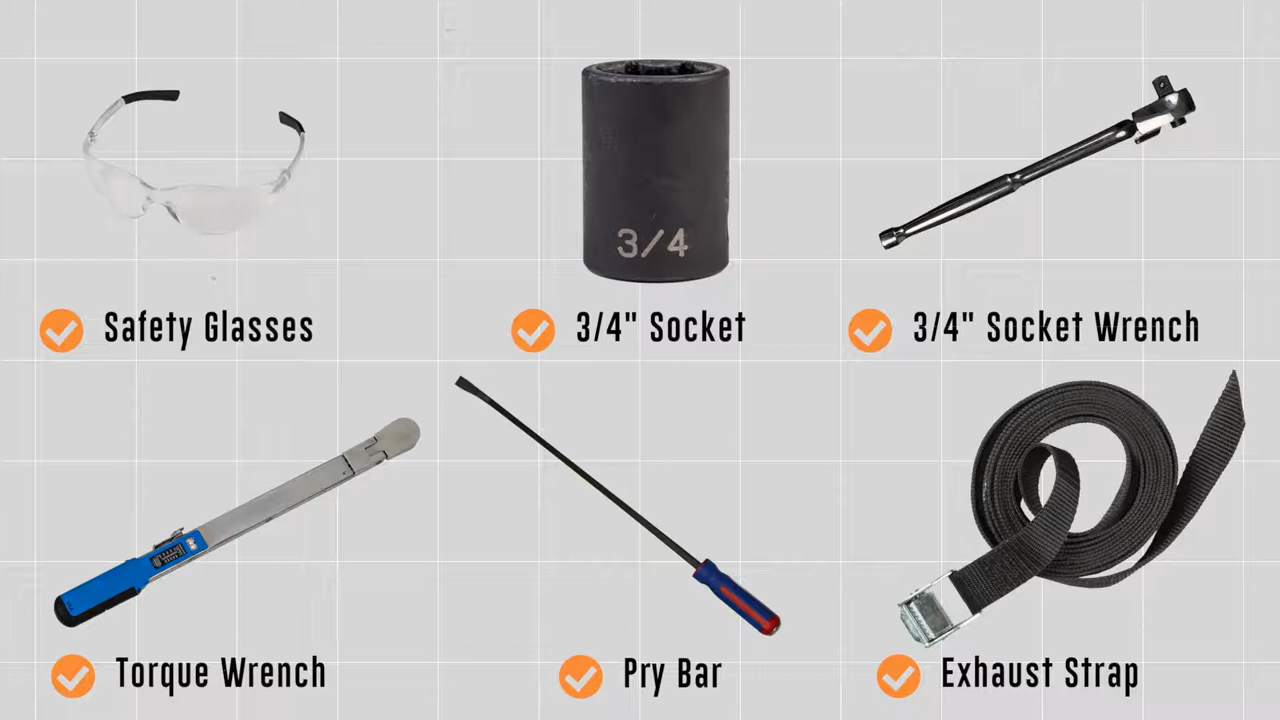 3/4
Safety Glasses
3/4" Socket
3/4" Socket Wrench
Torque Wrench
Pry Bar
Exhaust Strap